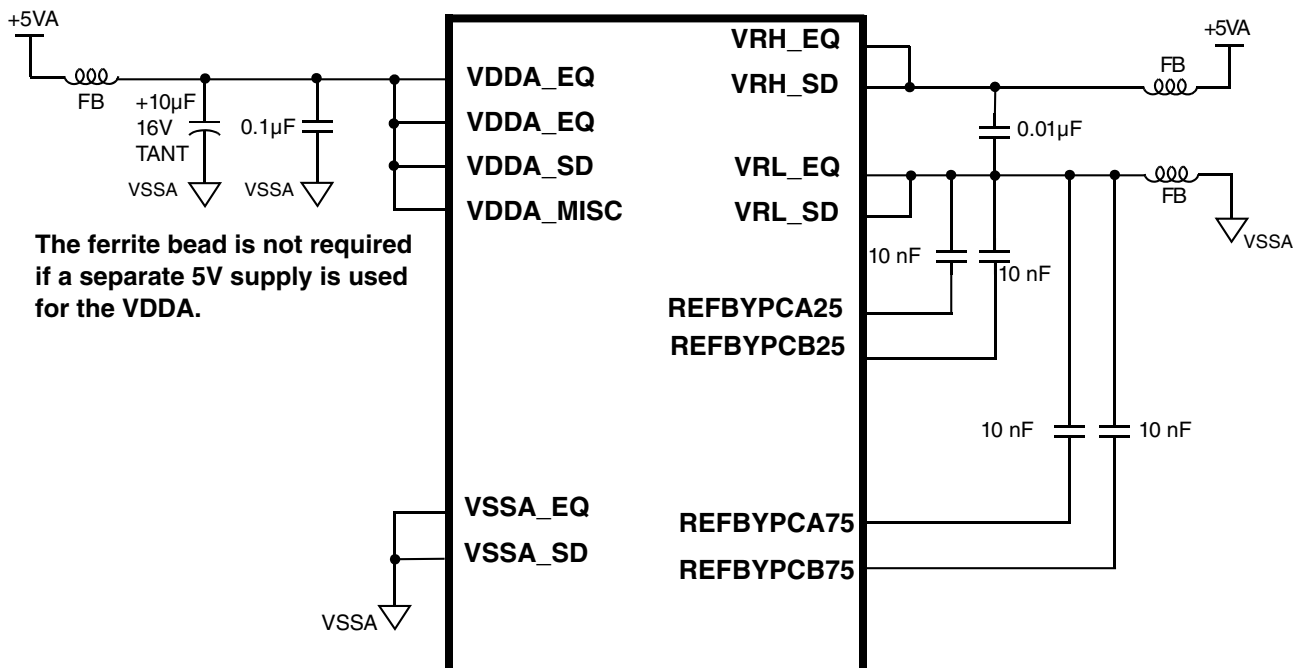 +5VA
FB
+10µF
16V
TANT
0.1µF
VSSA
VSSA
The ferrite bead is not required
if a separate 5V supply is used
for the VDDA.
VDDA_EQ
VDDA_EQ
VDDA_SD
VDDA_MISC
VSSA_EQ
VSSA_SD
VSSA
VRH_EQ
VRH_SD
VRL_EQ
VRL_SD
REFBYPCA25
REFBYPCB25
REFBYPCA75
REFBYPCB75
+5VA
FB
0.01µF
FB
VSSA
10 nF
10 nF
10 nF
10 nF